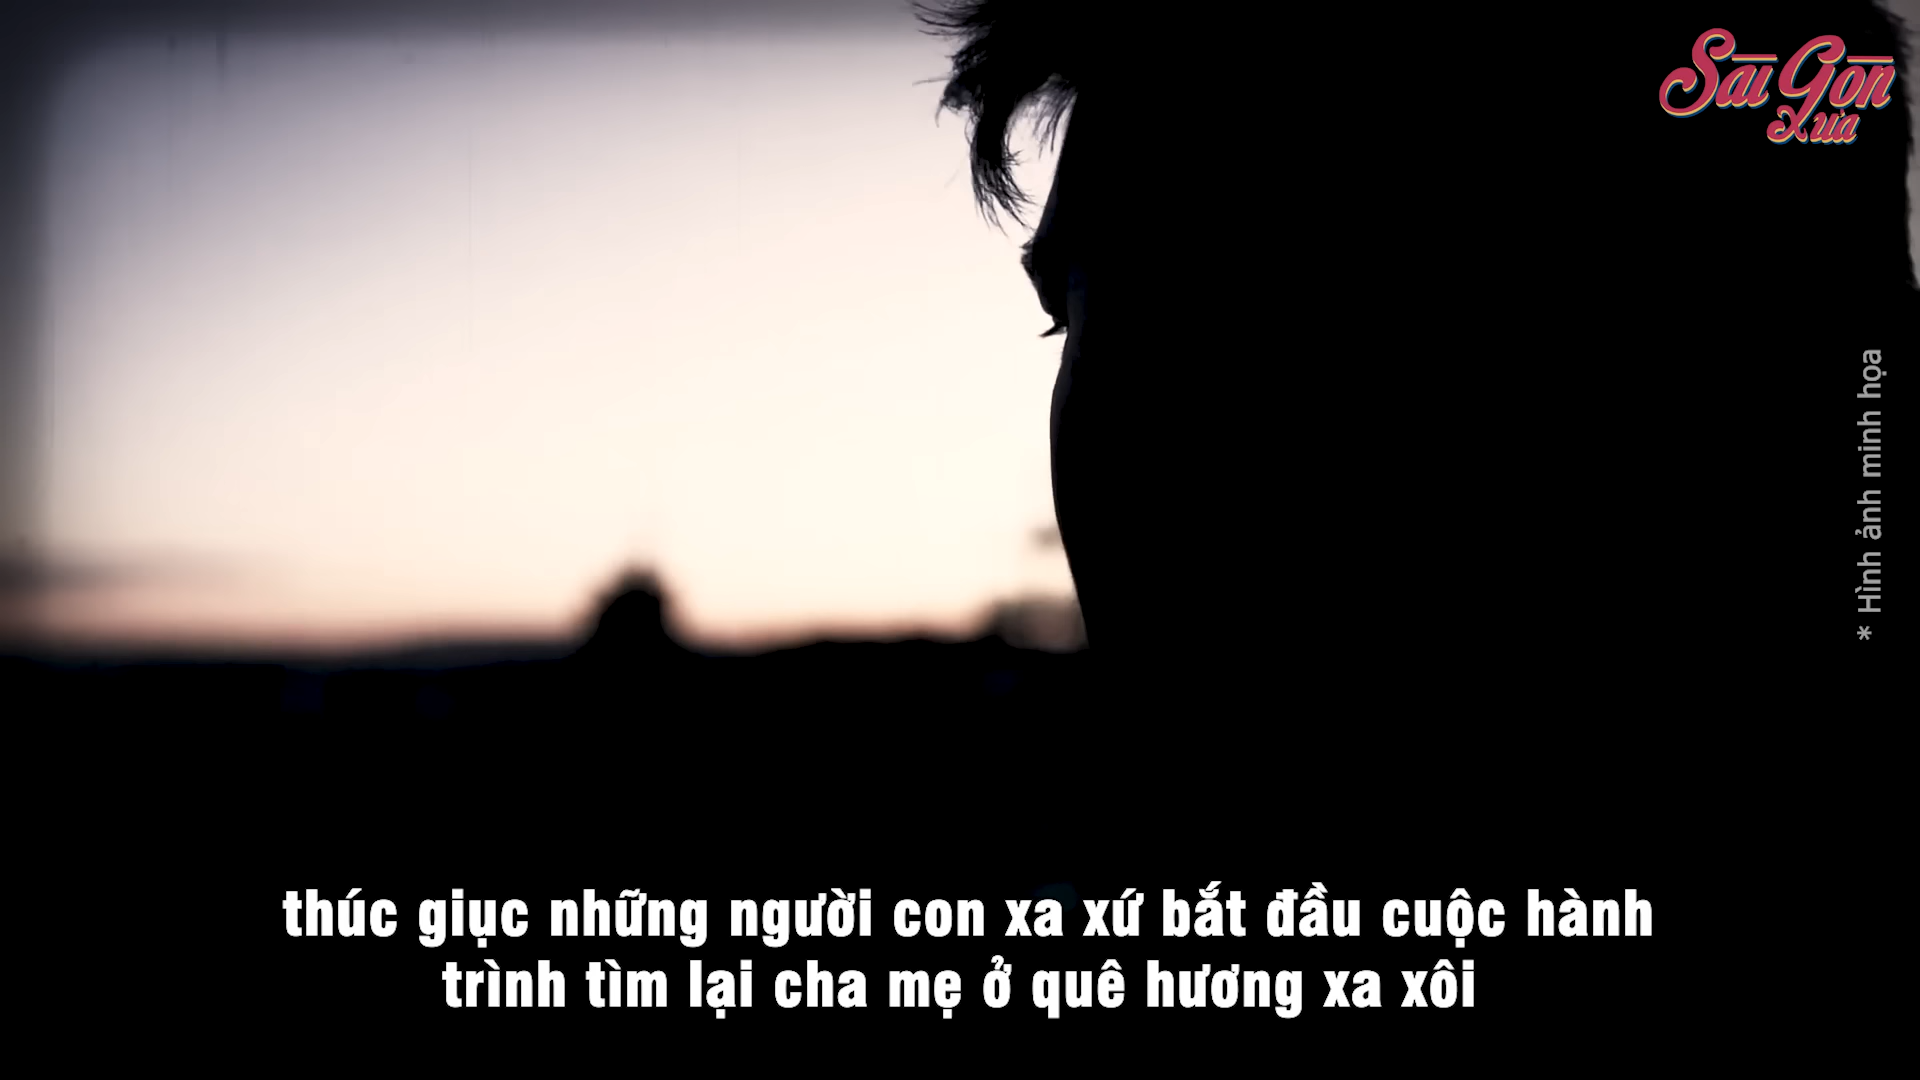 Sài Gòn
Xưa
* Hình ảnh minh họa
thúc giục những người con xa xứ bắt đầu cuộc hành
trình tìm lại cha mẹ ở quê hương xa xôi